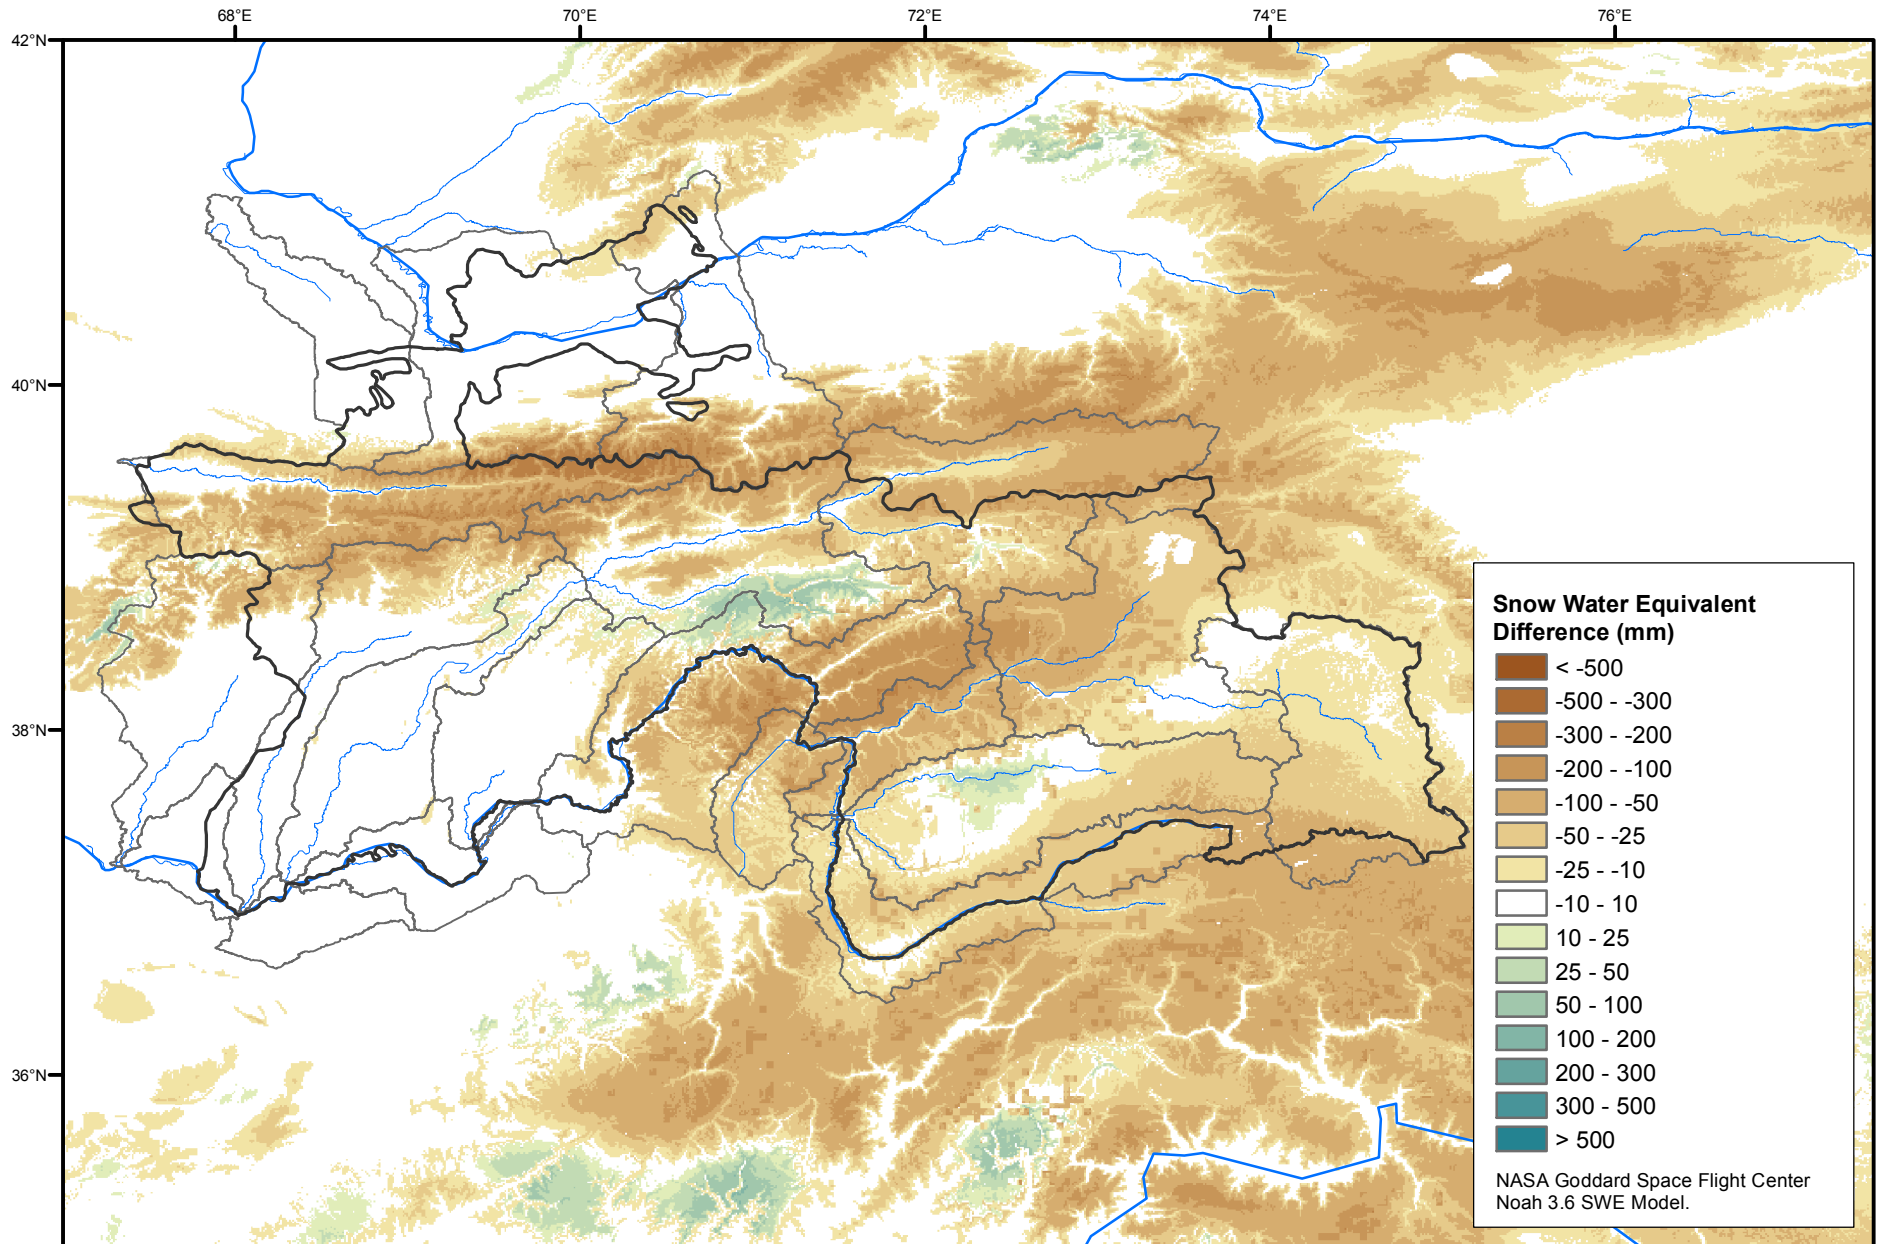 68°E
70°E
72°E
74°E
76°E
42°N
40°N
38°N
36°N
Snow Water Equivalent
Difference (mm)
< -500
-500 - -300
-300 - -200
-200 - -100
-100 - -50
-50 - -25
-25 - -10
-10 - 10
10 - 25
25 - 50
50 - 100
100 - 200
200 - 300
300 - 500
> 500
NASA Goddard Space Flight Center
Noah 3.6 SWE Model.